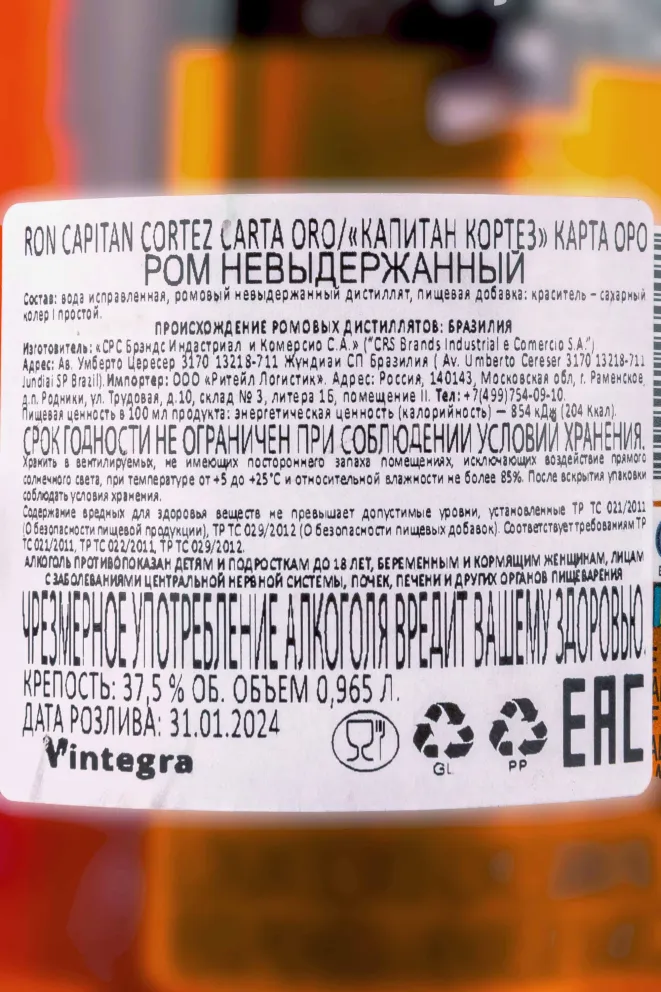 RON CAPITAN CORTEZ CARTA ORO/«КАПИТАН КОРТЕЗ» КАРТА ОРО
РОМ НЕВЫДЕРЖАННЫЙ
Состав: вода исправленная, ромовый невыдержанный дистиллят, пищевая добавка: краситель – сахарный
колер I простой.
ПРОИСХОЖДЕНИЕ РОМОВЫХ ДИСТИЛЛЯТОВ: БРАЗИЛИЯ
Изготовитель: «СРС Брэндс Индастриал и Комерсио С.А.» ("CRS Brands Industrial e Comercio S.A.")
Адрес: Ав. Умберто Цересер 3170 13218-711 Жундиаи СП Бразилия ( Av. Umberto Cereser 3170 13218-711
Jundiai SP Brazil). Импортер: ООО «Ритейл Логистик». Адрес: Россия, 140143, Московская обл, г. Раменское,
д.п. Родники, ул. Трудовая, д.10, склад № 3, литера 1Б, помещение II. Тел: +7(499)754-09-10.
Пищевая ценность в 100 мл продукта: энергетическая ценность (калорийность) – 854 кДж (204 Ккал).
СРОК ГОДНОСТИ НЕ ОГРАНИЧЕН ПРИ СОБЛЮДЕНИИ УСЛОВИЙ ХРАНЕНИЯ.
Хранить в вентилируемых, не имеющих постороннего запаха помещениях, исключающих воздействие прямого
солнечного света, при температуре от +5 до +25°С и относительной влажности не более 85%. После вскрытия упаковки
соблюдать условия хранения.
Содержание вредных для здоровья веществ не превышает допустимые уровни, установленные ТР ТС 021/2011
(О безопасности пищевой продукции), ТР ТС 029/2012 (О безопасности пищевых добавок). Соответствует требованиям ТР
ТС 021/2011, ТР ТС 022/2011, ТР ТС 029/2012.
АЛКОГОЛЬ ПРОТИВОПОКАЗАН ДЕТЯМ И ПОДРОСТКАМ ДО 18 ЛЕТ, БЕРЕМЕННЫМ И КОРМЯЩИМ ЖЕНЩИНАМ, ЛИЦАМ
С ЗАБОЛЕВАНИЯМИ ЦЕНТРАЛЬНОЙ НЕРВНОЙ СИСТЕМЫ, ПОЧЕК, ПЕЧЕНИ И ДРУГИХ ОРГАНОВ ПИЩЕВАРЕНИЯ
ЧРЕЗМЕРНОЕ УПОТРЕБЛЕНИЕ АЛКОГОЛЯ ВРЕДИТ ВАШЕМУ ЗДОРОВЬЮ.
КРЕПОСТЬ: 37,5 % ОБ. ОБЪЕМ 0,965 Л.
ДАТА РОЗЛИВА: 31.01.2024
Vintegra
GL
PP
EAC